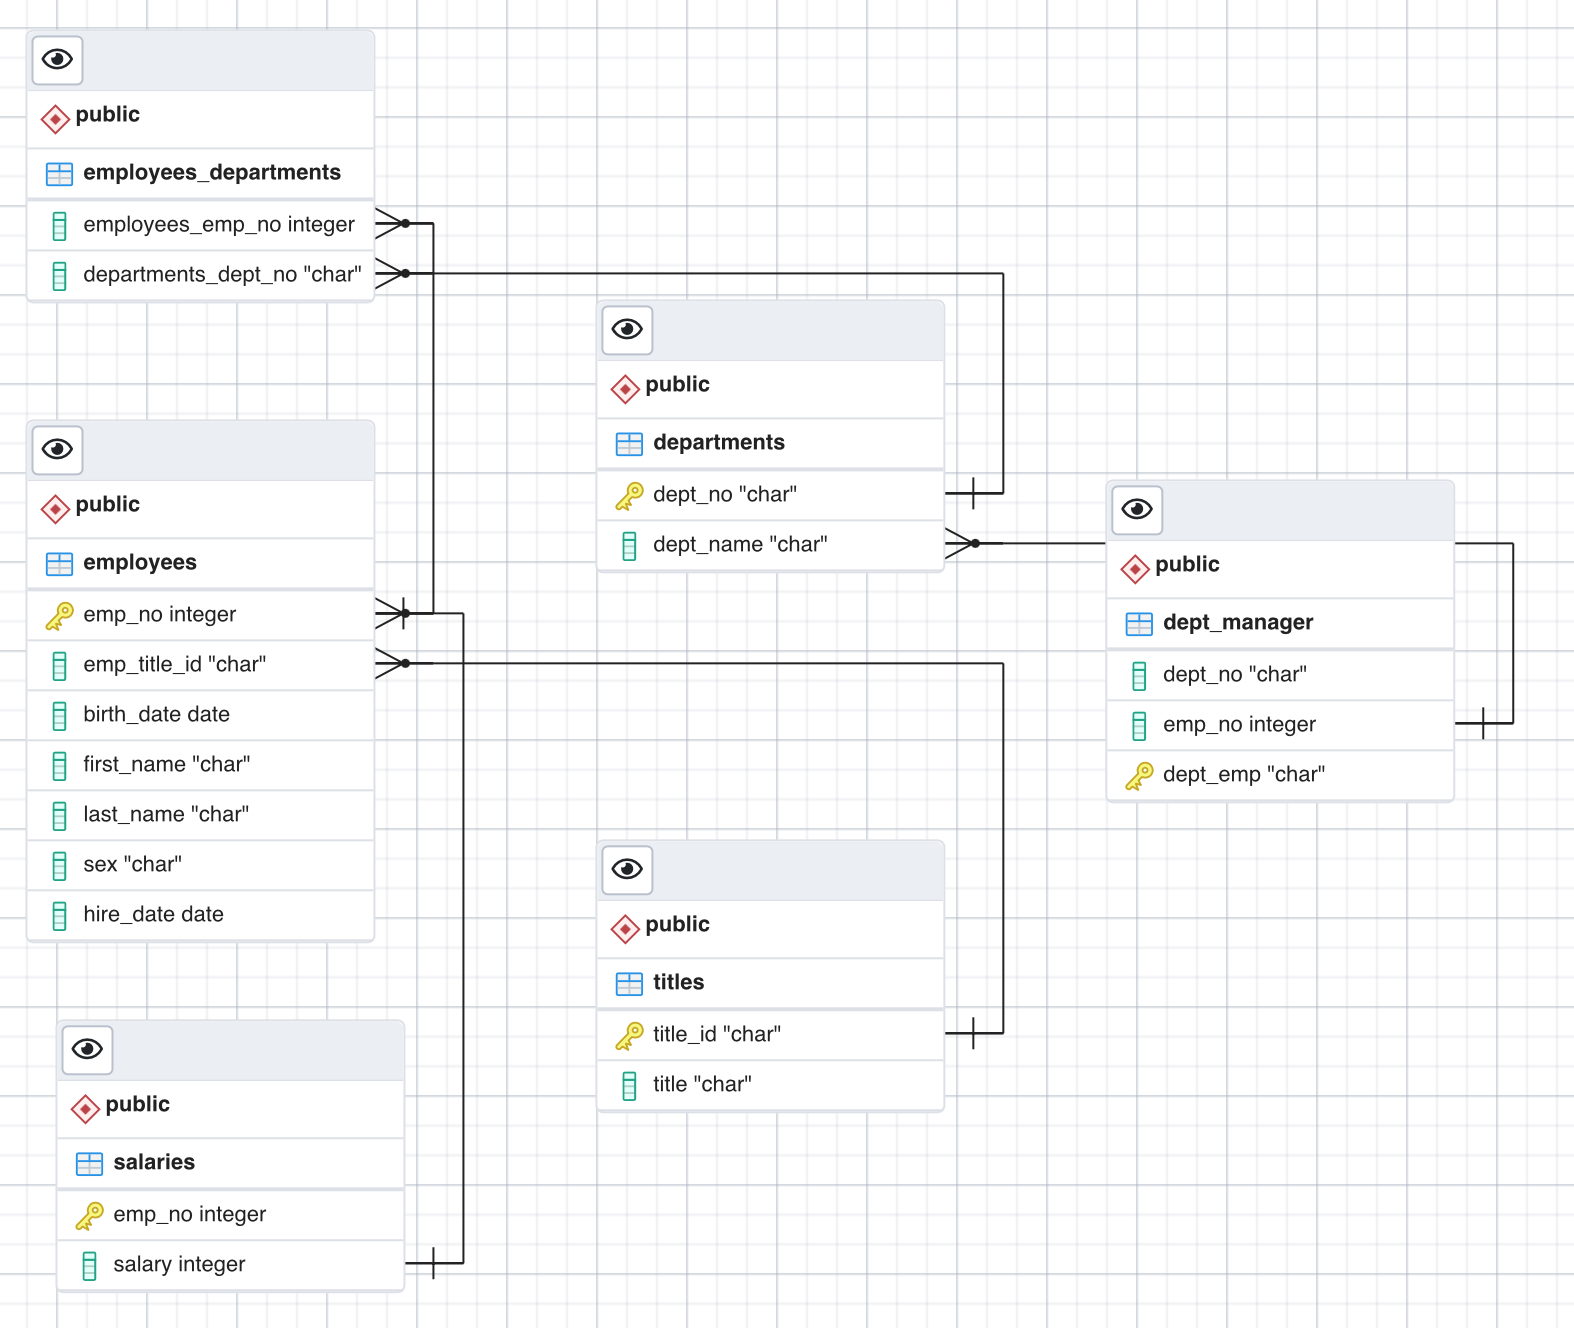 public
employees_departments
employees_emp_no integer
departments_dept_no "char"
public
departments
dept_no "char"
dept_name "char"
public
employees
emp_no integer
emp_title_id "char"
birth_date date
first_name "char"
last_name "char"
sex "char"
hire_date date
public
dept_manager
dept_no "char"
emp_no integer
dept_emp "char"
public
titles
title_id "char"
title "char"
public
salaries
emp_no integer
salary integer